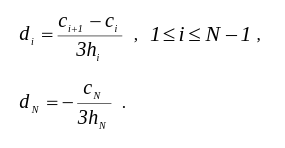 d_i = (c_{i+1} − c_i) / (3h_i) , 1 ≤ i ≤ N − 1 ,
d_N = − c_N / (3h_N) .